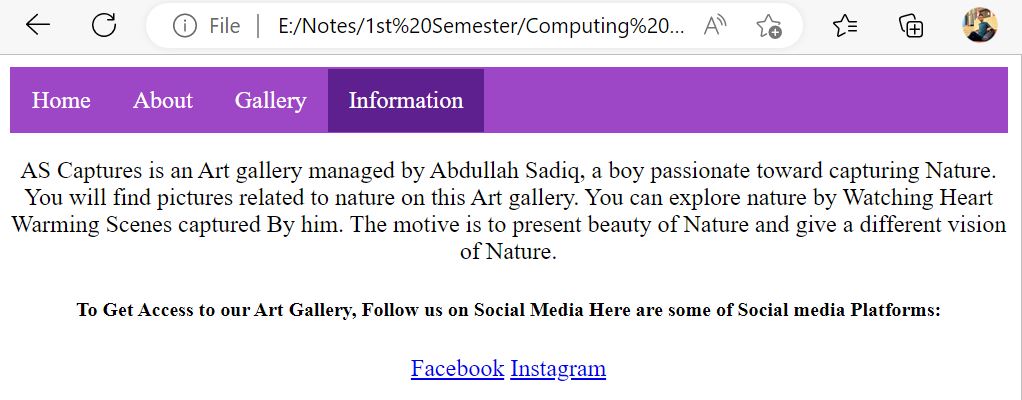 File | E:/Notes/1st%20Semester/Computing%20...
Home About Gallery Information
AS Captures is an Art gallery managed by Abdullah Sadiq, a boy passionate toward capturing Nature.
You will find pictures related to nature on this Art gallery. You can explore nature by Watching Heart
Warming Scenes captured By him. The motive is to present beauty of Nature and give a different vision
of Nature.
To Get Access to our Art Gallery, Follow us on Social Media Here are some of Social media Platforms:
Facebook Instagram